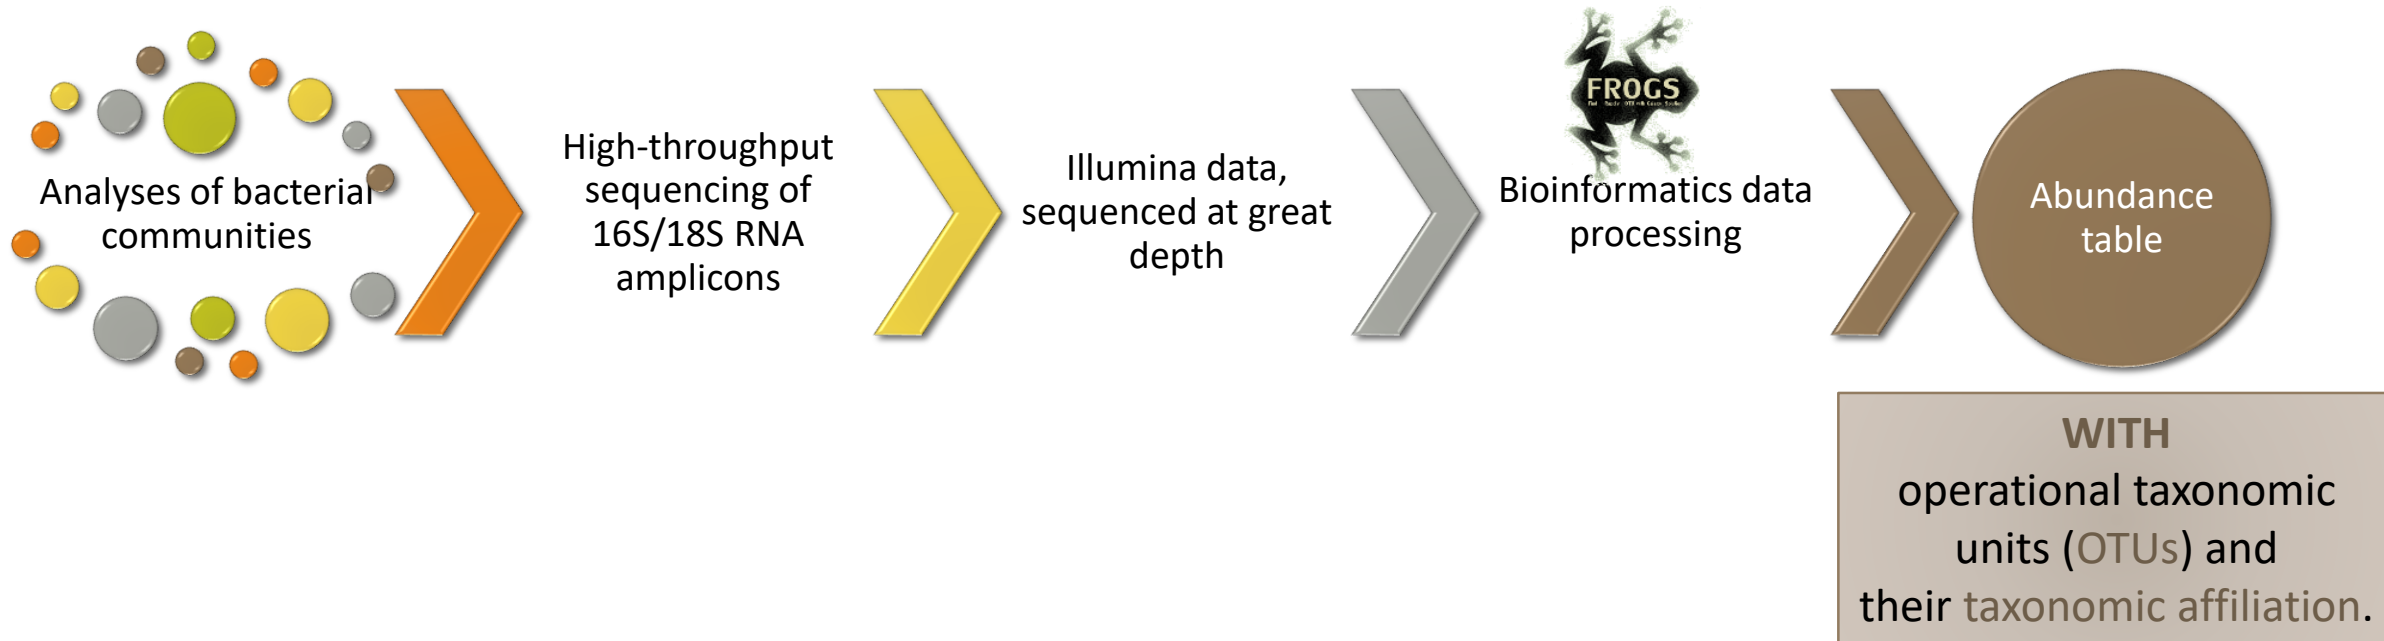 Analyses of bacterial
communities
High-throughput
sequencing of
16S/18S RNA
amplicons
Illumina data,
sequenced at great
depth
FROGS
Bioinformatics data
processing
Abundance
table
WITH
operational taxonomic
units (OTUs) and
their taxonomic affiliation.